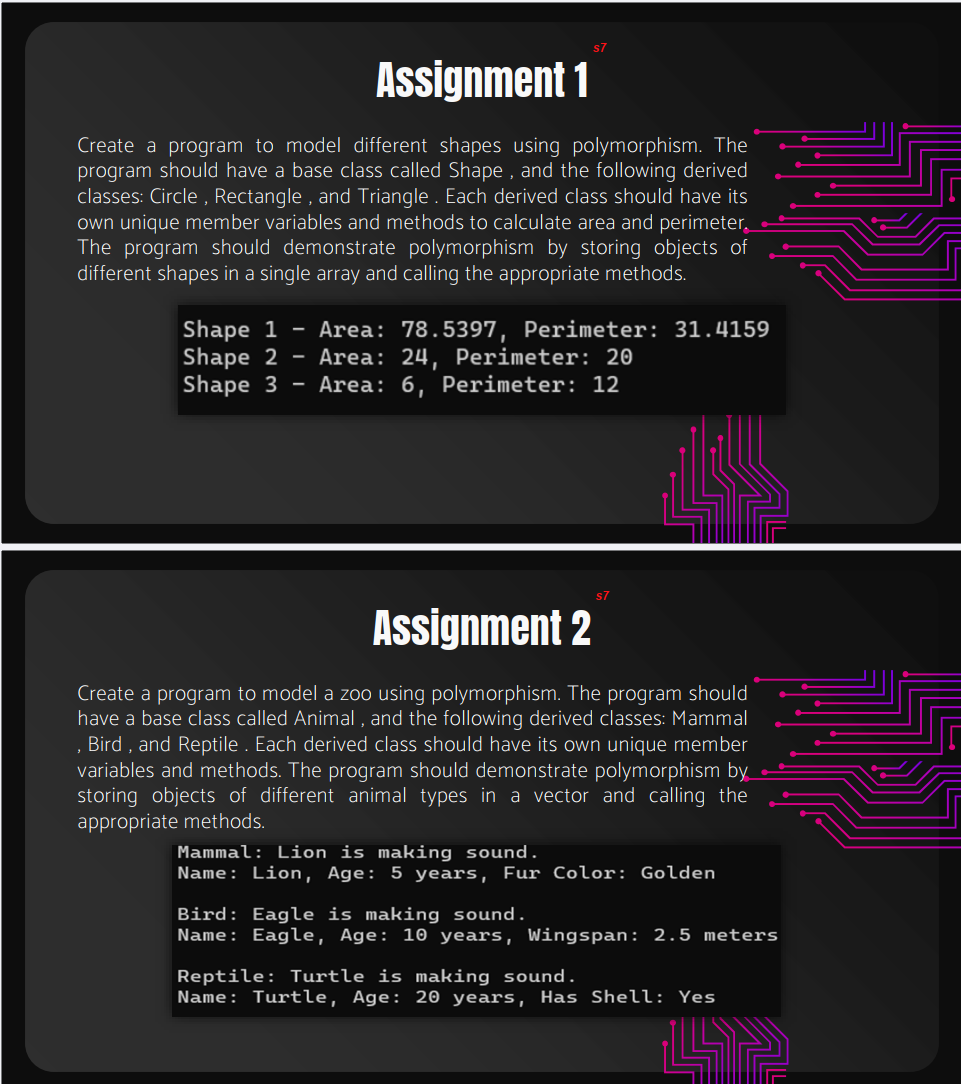 s7
Assignment 1
Create a program to model different shapes using polymorphism. The
program should have a base class called Shape , and the following derived
classes: Circle , Rectangle , and Triangle . Each derived class should have its
own unique member variables and methods to calculate area and perimeter.
The program should demonstrate polymorphism by storing objects of
different shapes in a single array and calling the appropriate methods.
Shape 1 - Area: 78.5397, Perimeter: 31.4159
Shape 2 - Area: 24, Perimeter: 20
Shape 3 - Area: 6, Perimeter: 12
s7
Assignment 2
Create a program to model a zoo using polymorphism. The program should
have a base class called Animal , and the following derived classes: Mammal
, Bird , and Reptile . Each derived class should have its own unique member
variables and methods. The program should demonstrate polymorphism by
storing objects of different animal types in a vector and calling the
appropriate methods.
Mammal: Lion is making sound.
Name: Lion, Age: 5 years, Fur Color: Golden
Bird: Eagle is making sound.
Name: Eagle, Age: 10 years, Wingspan: 2.5 meters
Reptile: Turtle is making sound.
Name: Turtle, Age: 20 years, Has Shell: Yes